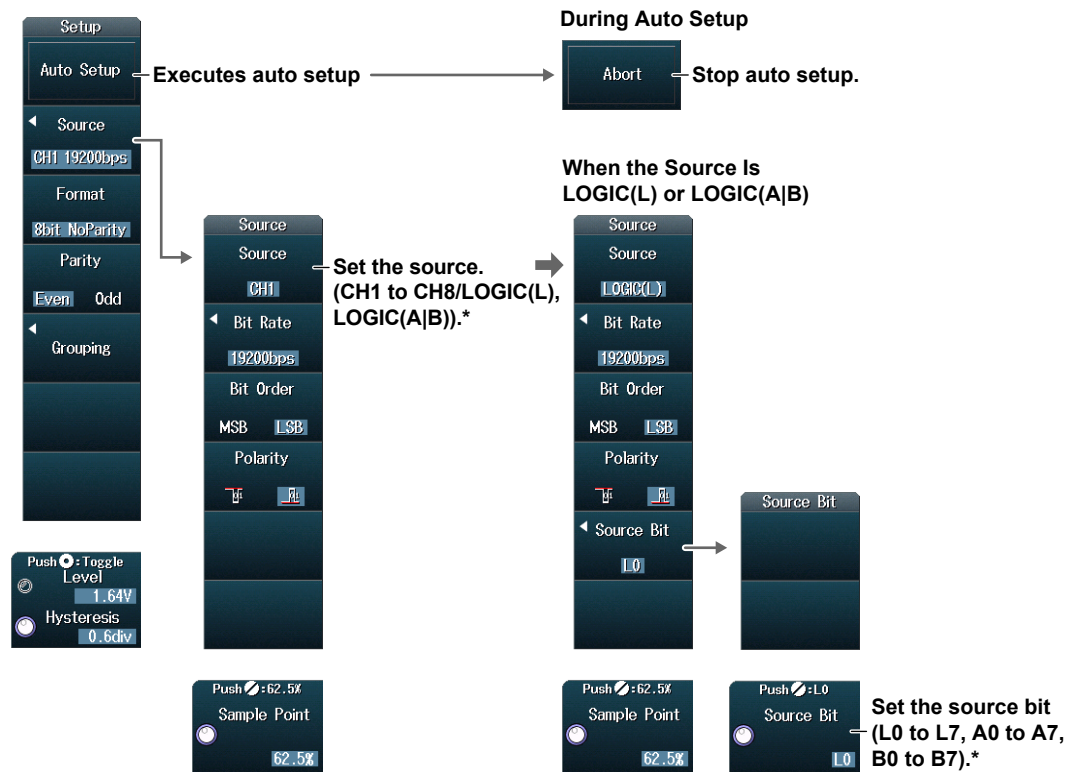 Setup
Auto Setup
Executes auto setup
During Auto Setup
Abort
Stop auto setup.
Source
CH1 19200bps
Format
8bit NoParity
Parity
Even Odd
Grouping
Push : Toggle
Level
1.64V
Hysteresis
0.6div
Source
Source
CH1
Set the source.
(CH1 to CH8/LOGIC(L),
LOGIC(A|B)).*
Bit Rate
19200bps
Bit Order
MSB LSB
Polarity
Push :62.5%
Sample Point
62.5%
When the Source Is
LOGIC(L) or LOGIC(A|B)
Source
Source
LOGIC(L)
Bit Rate
19200bps
Bit Order
MSB LSB
Polarity
Source Bit
L0
Push :62.5%
Sample Point
62.5%
Source Bit
Push :L0
Source Bit
L0
Set the source bit
(L0 to L7, A0 to A7,
B0 to B7).*